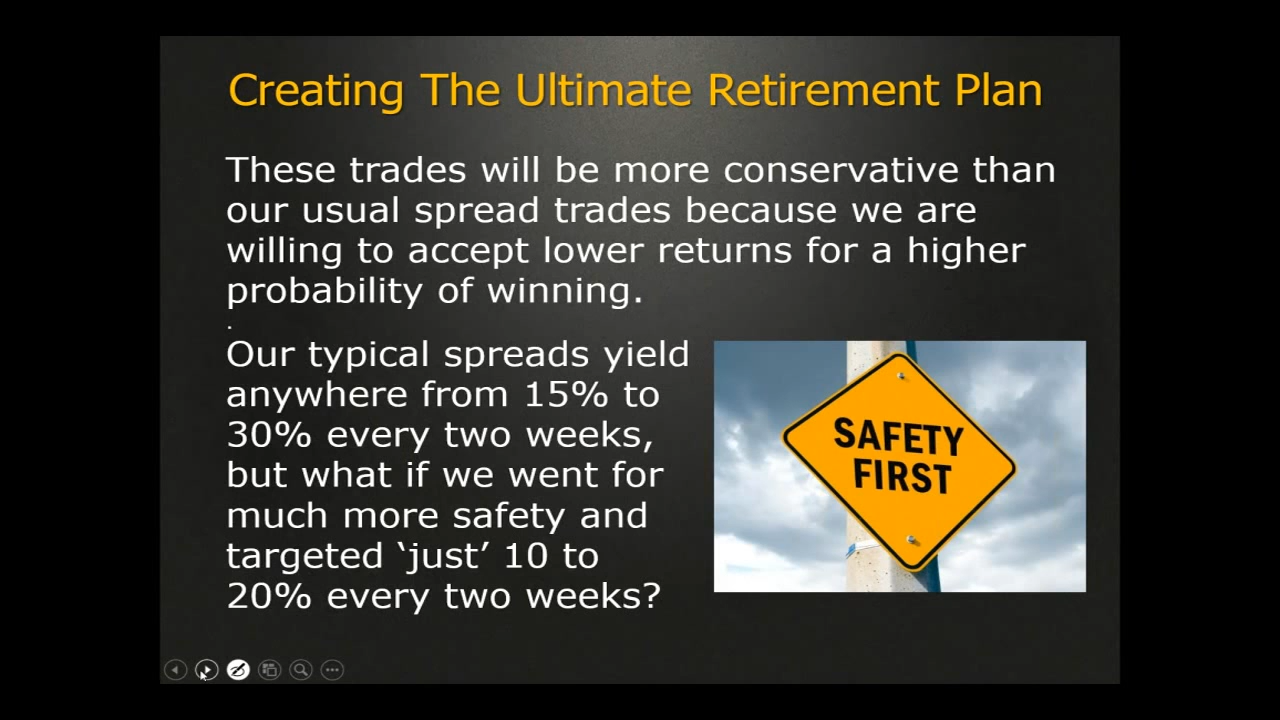 Creating The Ultimate Retirement Plan
These trades will be more conservative than
our usual spread trades because we are
willing to accept lower returns for a higher
probability of winning.
.
Our typical spreads yield
anywhere from 15% to
30% every two weeks,
but what if we went for
much more safety and
targeted ‘just’ 10 to
20% every two weeks?
SAFETY
FIRST